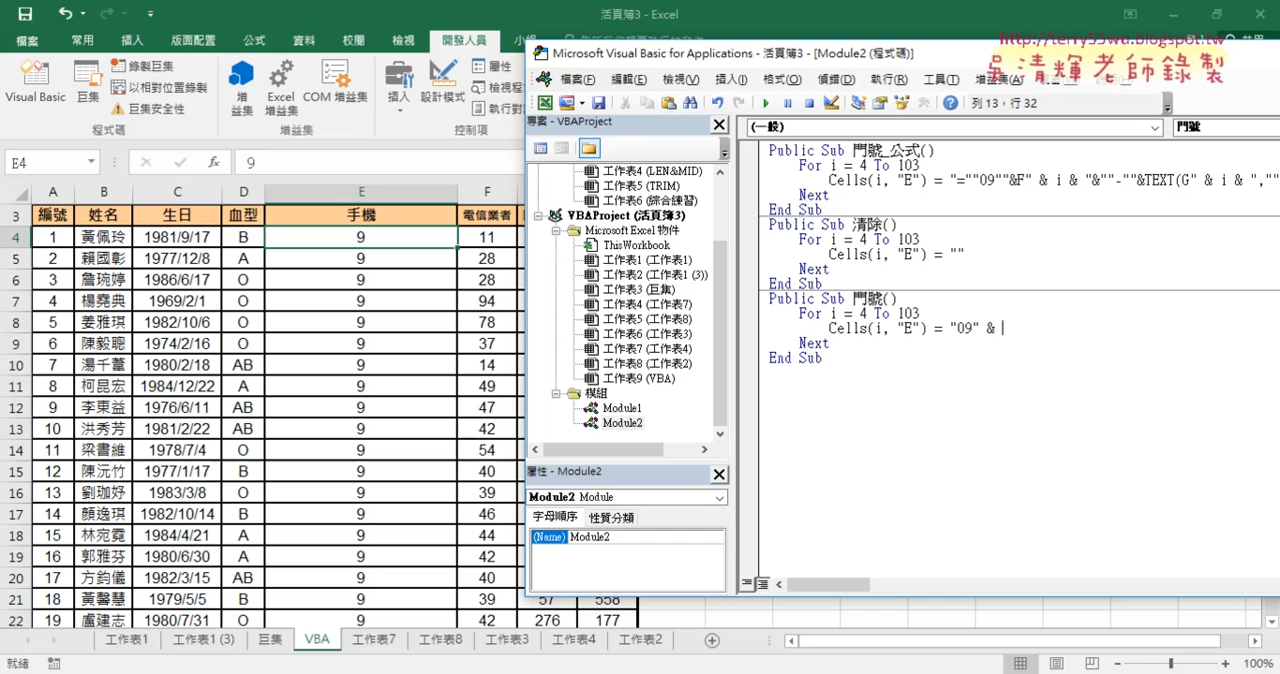 活頁簿3 - Excel
檔案 常用 插入 版面配置 公式 資料 校閱 檢視 開發人員
http://terry55wu.blogspot.tw
吳清輝老師錄製
Visual Basic 巨集 錄製巨集 以相對位置錄製 巨集安全性
程式碼
增益集 Excel 增益集 COM 增益集
增益集
插入 設計模式 屬性
控制項
E4 fx 9
A B C D E F
3 編號 姓名 生日 血型 手機 電信業者
4 1 黃佩玲 1981/9/17 B 9 11
5 2 賴國彰 1977/12/8 A 9 28
6 3 詹琬婷 1986/6/17 O 9 28
7 4 楊堯典 1969/2/1 O 9 94
8 5 姜雅琪 1982/10/6 O 9 78
9 6 陳毅聰 1974/2/16 O 9 37
10 7 湯千葦 1980/2/18 AB 9 14
11 8 柯昆宏 1984/12/22 A 9 49
12 9 李東益 1976/6/11 AB 9 47
13 10 洪秀芳 1981/2/22 AB 9 42
14 11 梁書維 1978/7/4 O 9 54
15 12 陳沅竹 1977/1/17 B 9 40
16 13 劉珈妤 1983/3/8 O 9 39
17 14 顏逸琪 1982/10/14 B 9 46
18 15 林宛霓 1984/4/21 A 9 44
19 16 郭雅芬 1980/6/30 A 9 42
20 17 方鈞儀 1982/3/15 AB 9 40
21 18 黃馨慧 1979/5/5 B 9 39 57 558
22 19 盧建志 1980/7/31 O 9 42 276 177
工作表1 工作表1 (3) 巨集 VBA 工作表7 工作表8 工作表3 工作表4 工作表2
就緒 100%
Microsoft Visual Basic for Applications - 活頁簿3 - [Module2 (程式碼)]
檔案(F) 編輯(E) 檢視(V) 插入(I) 格式(O) 偵錯(D) 執行(R) 工具(T) 增益集(A)
列 13，行 32
專案 - VBAProject
工作表4 (LEN&MID)
工作表5 (TRIM)
工作表6 (綜合練習)
VBAProject (活頁簿3)
Microsoft Excel 物件
ThisWorkbook
工作表1 (工作表1)
工作表2 (工作表1 (3))
工作表3 (巨集)
工作表4 (工作表7)
工作表5 (工作表8)
工作表6 (工作表3)
工作表7 (工作表4)
工作表8 (工作表2)
工作表9 (VBA)
模組
Module1
Module2
屬性 - Module2
Module2 Module
字母順序 性質分類
(Name) Module2
(一般) 門號
Public Sub 門號_公式()
For i = 4 To 103
Cells(i, "E") = "=""09""&F" & i & "&""-""&TEXT(G" & i & ",""
Next
End Sub
Public Sub 清除()
For i = 4 To 103
Cells(i, "E") = ""
Next
End Sub
Public Sub 門號()
For i = 4 To 103
Cells(i, "E") = "09" &
Next
End Sub